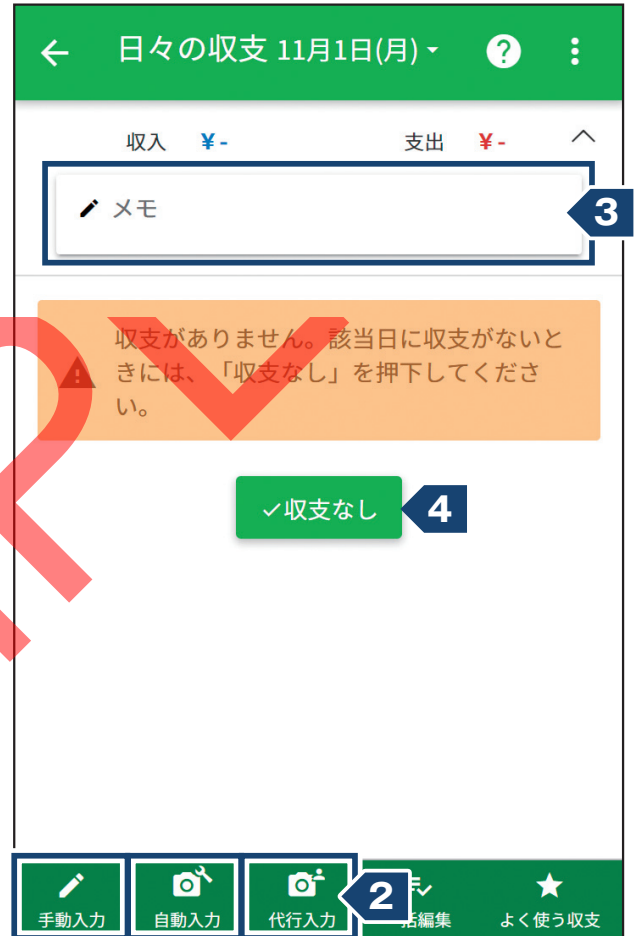 日々の収支 11月1日(月)
収入 ¥ - 支出 ¥ -
メモ
3
収支がありません。該当日に収支がないと
きには、「収支なし」を押下してくださ
い。
収支なし
4
手動入力 自動入力 代行入力 2 括編集 よく使う収支